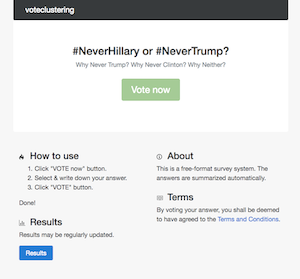 voteclustering
#NeverHillary or #NeverTrump?
Why Never Trump? Why Never Clinton? Why Neither?
Vote now
How to use
1. Click "VOTE now" button.
2. Select & write down your answer.
3. Click "VOTE" button.
Done!
Results
Results may be regularly updated.
Results
About
This is a free-format survey system. The
answers are summarized automatically.
Terms
By voting your answer, you shall be deemed
to have agreed to the Terms and Conditions.